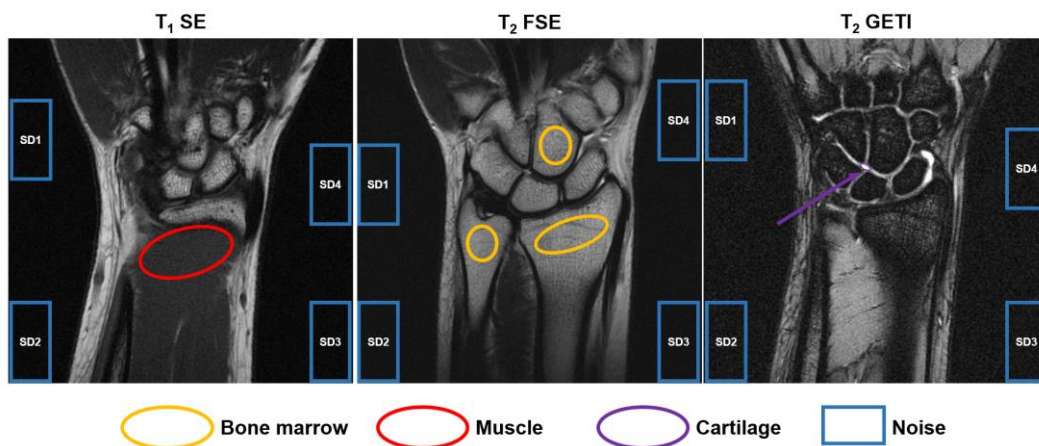 T₁ SE
T₂ FSE
T₂ GETI
SD1
SD4
SD2
SD3
SD4
SD1
SD2
SD3
SD1
SD4
SD2
SD3
Bone marrow
Muscle
Cartilage
Noise